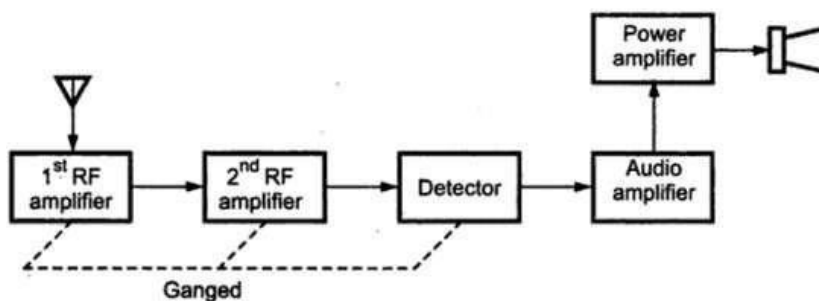 Power
amplifier
1st RF
amplifier
2nd RF
amplifier
Detector
Audio
amplifier
Ganged